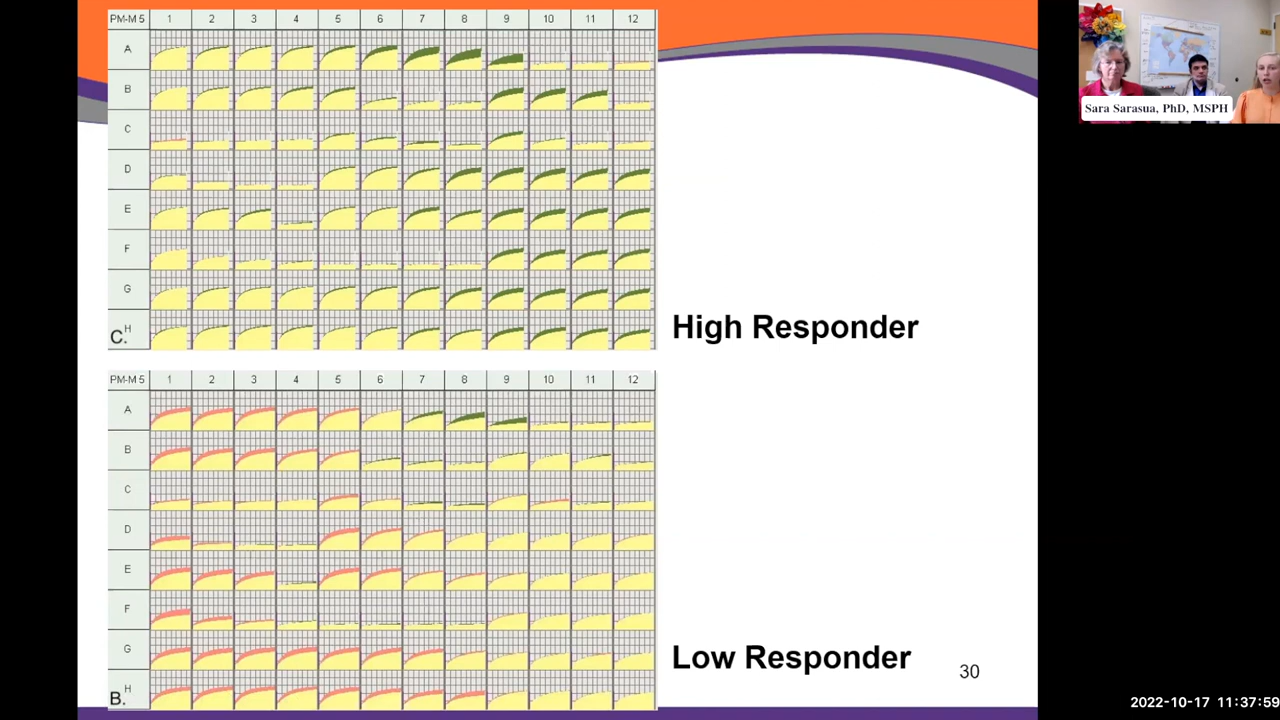 PM-M 5 1 2 3 4 5 6 7 8 9 10 11 12
A
B
C
D
E
F
G
H
C.
High Responder
PM-M 5 1 2 3 4 5 6 7 8 9 10 11 12
A
B
C
D
E
F
G
H
B.
Low Responder
30
Sara Sarasua, PhD, MSPH
2022-10-17 11:37:59